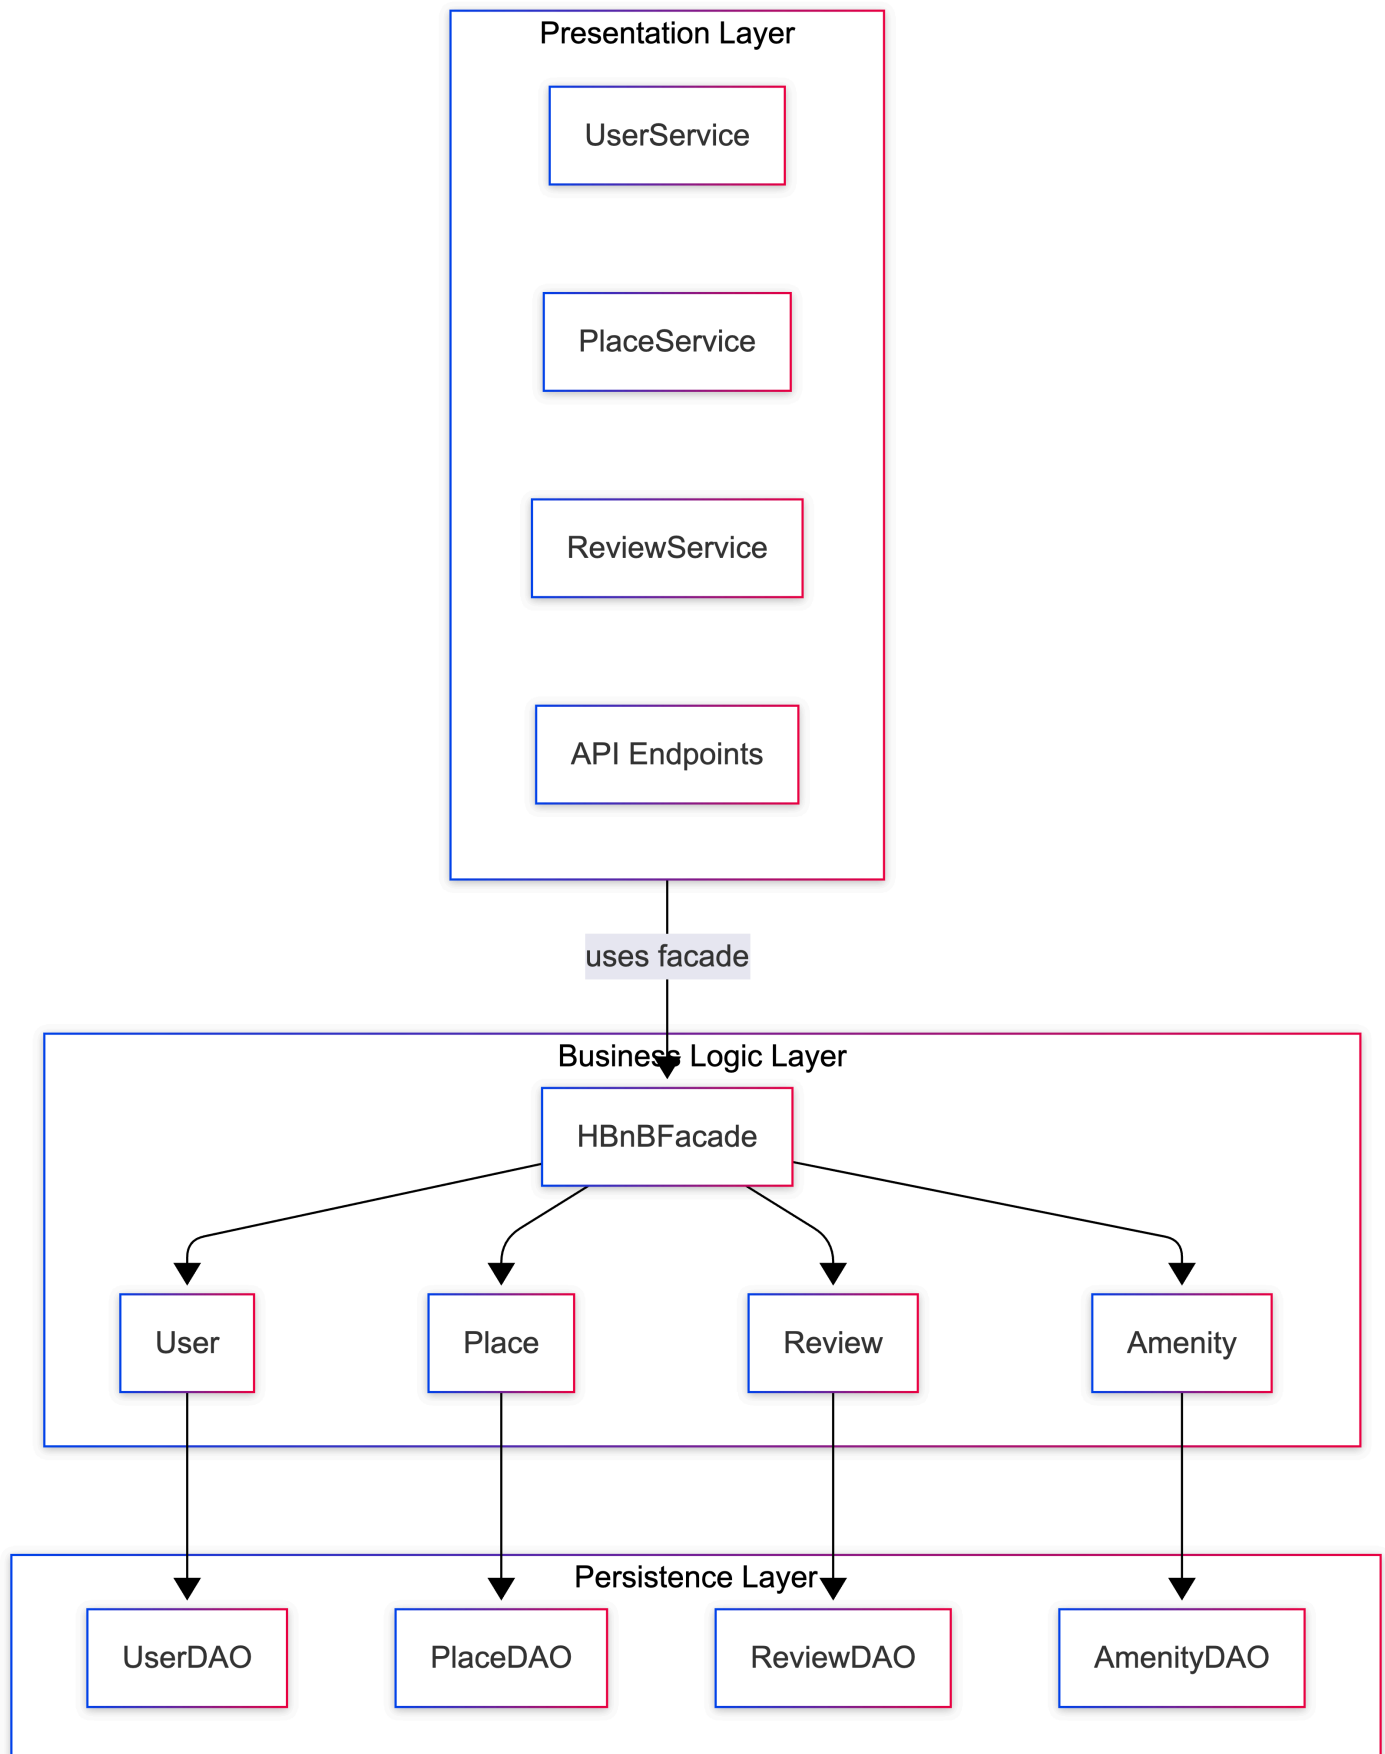 Presentation Layer
UserService
PlaceService
ReviewService
API Endpoints
uses facade
Business Logic Layer
HBnBFacade
User
Place
Review
Amenity
Persistence Layer
UserDAO
PlaceDAO
ReviewDAO
AmenityDAO